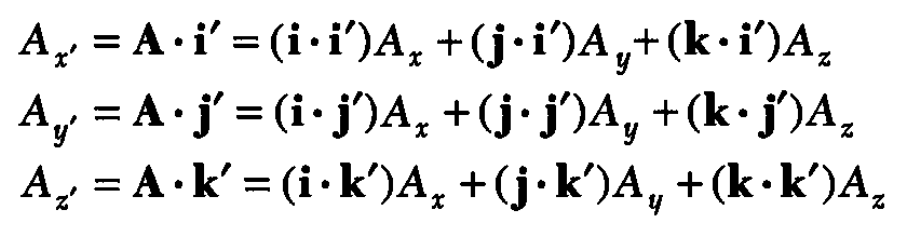 A_{x′} = **A** · **i**′ = (**i** · **i**′)A_x + (**j** · **i**′)A_y + (**k** · **i**′)A_z
A_{y′} = **A** · **j**′ = (**i** · **j**′)A_x + (**j** · **j**′)A_y + (**k** · **j**′)A_z
A_{z′} = **A** · **k**′ = (**i** · **k**′)A_x + (**j** · **k**′)A_y + (**k** · **k**′)A_z